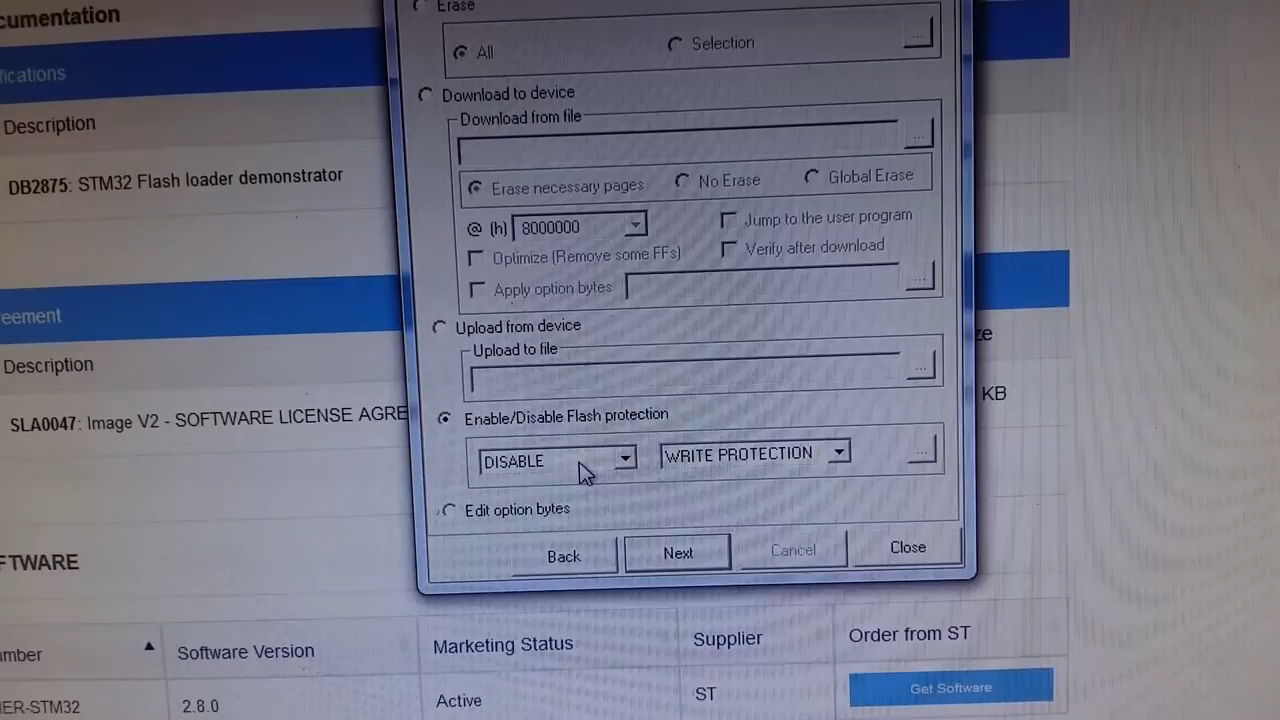 cumentation
Erase
All
Selection
...
fications
Download to device
Download from file
...
Description
Erase necessary pages
No Erase
Global Erase
DB2875: STM32 Flash loader demonstrator
@ (h)
8000000
Jump to the user program
Optimize (Remove some FFs)
Verify after download
Apply option bytes
...
eement
Upload from device
Upload to file
ze
Description
...
KB
SLA0047: Image V2 - SOFTWARE LICENSE AGRE
Enable/Disable Flash protection
DISABLE
WRITE PROTECTION
...
Edit option bytes
Back
Next
Cancel
Close
FTWARE
umber
Software Version
Marketing Status
Supplier
Order from ST
IER-STM32
2.8.0
Active
ST
Get Software